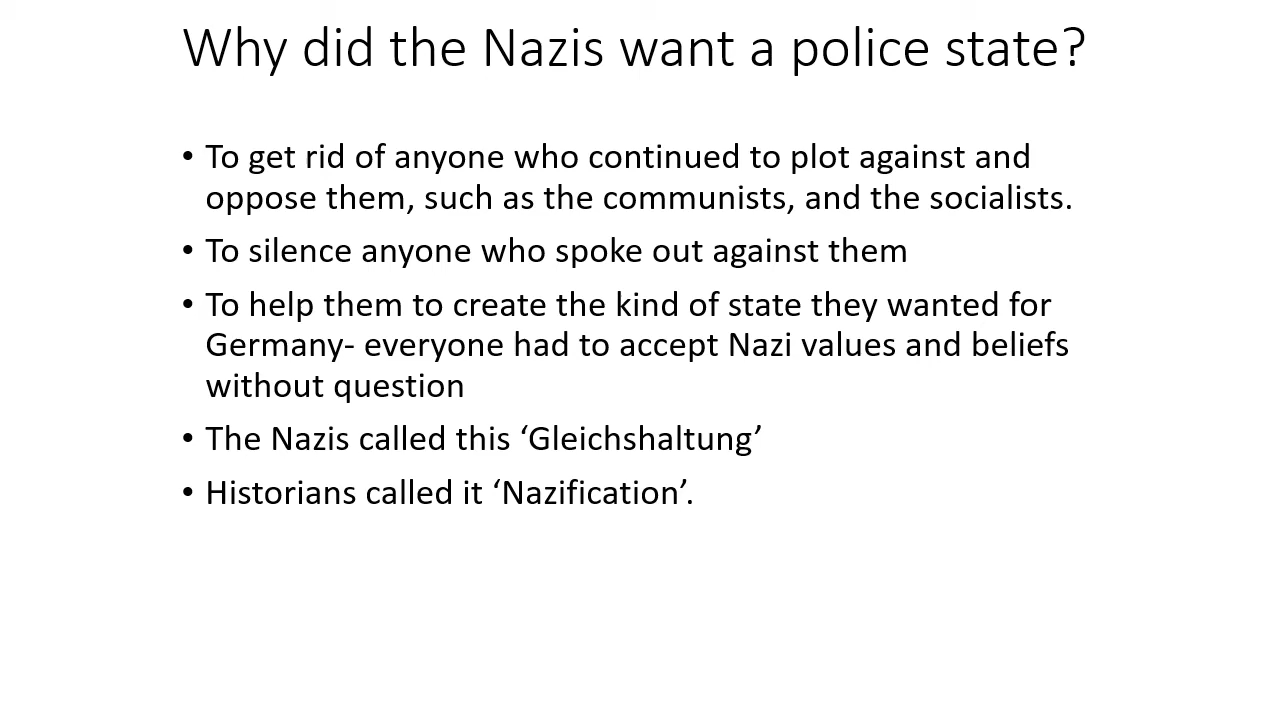 Why did the Nazis want a police state?
• To get rid of anyone who continued to plot against and
oppose them, such as the communists, and the socialists.
• To silence anyone who spoke out against them
• To help them to create the kind of state they wanted for
Germany- everyone had to accept Nazi values and beliefs
without question
• The Nazis called this ‘Gleichshaltung’
• Historians called it ‘Nazification’.